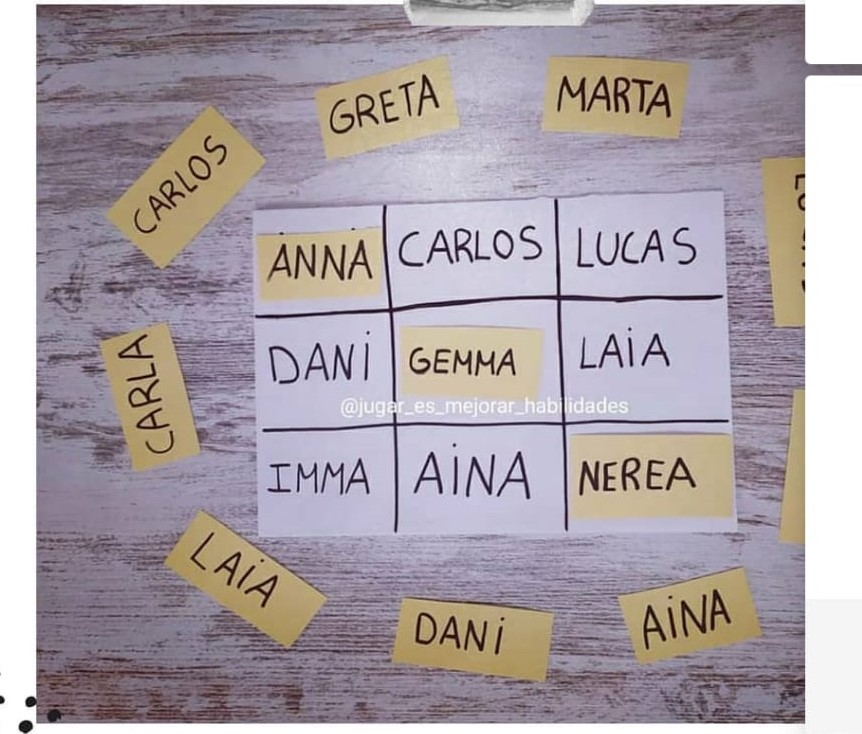 GRETA
MARTA
CARLOS
ANNA
CARLOS
LUCAS
CARLA
DANi
GEMMA
LAiA
@jugar_es_mejorar_habilidades
IMMA
AiNA
NEREA
LAiA
DANi
AiNA